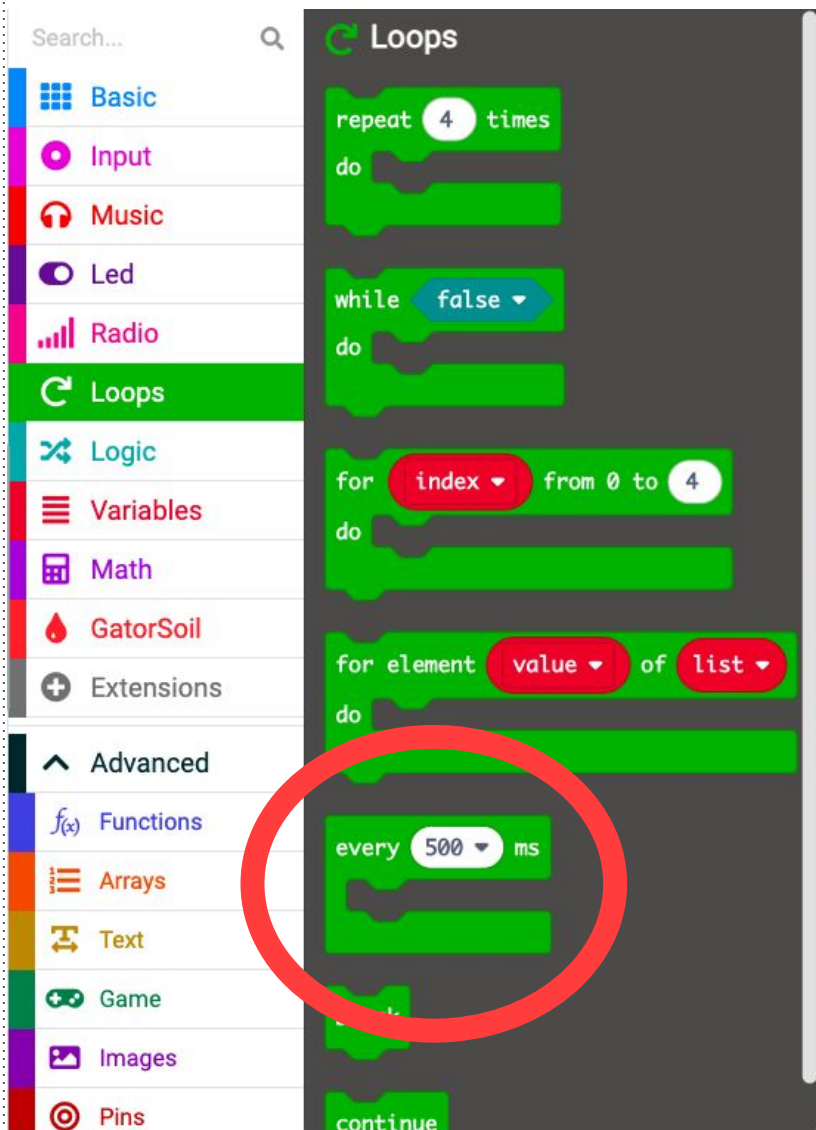 Search...
Basic
Input
Music
Led
Radio
Loops
Logic
Variables
Math
GatorSoil
Extensions
Advanced
f(x) Functions
Arrays
Text
Game
Images
Pins
Loops
repeat 4 times
do
while false
do
for index from 0 to 4
do
for element value of list
do
every 500 ms
continue